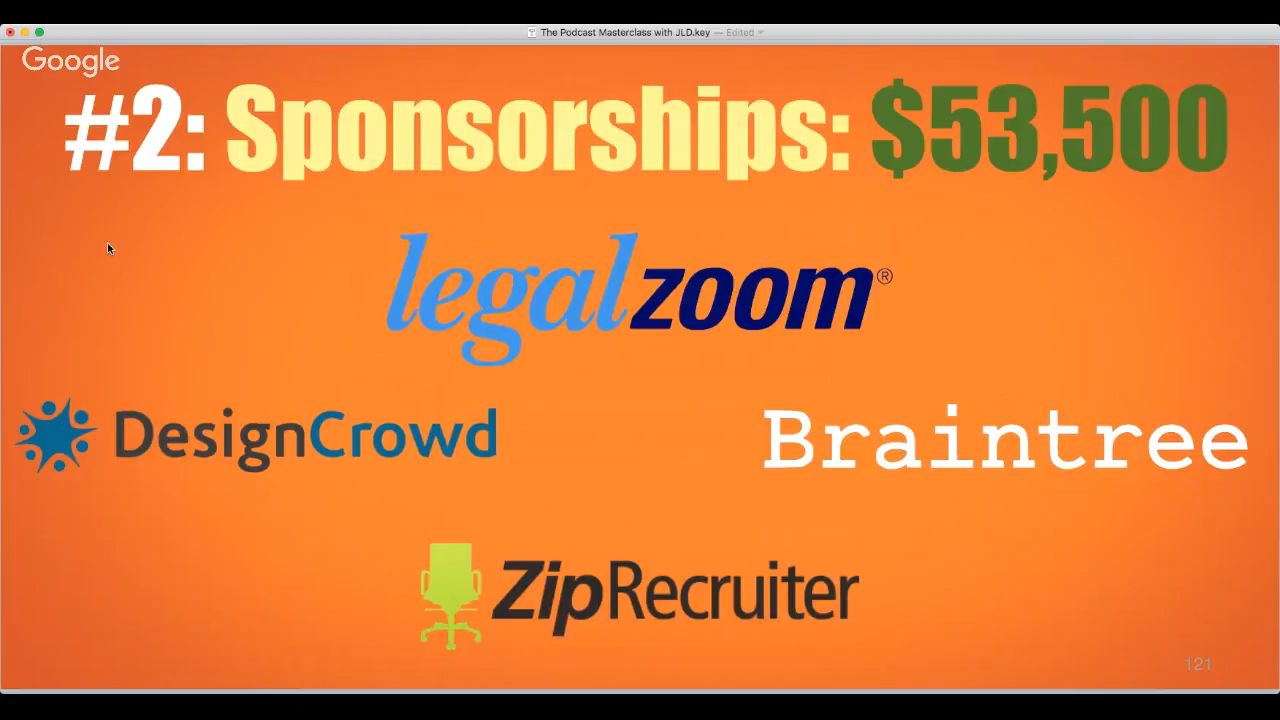 The Podcast Masterclass with JLD.key — Edited
Google
#2: Sponsorships: $53,500
legalzoom®
DesignCrowd
Braintree
ZipRecruiter
121